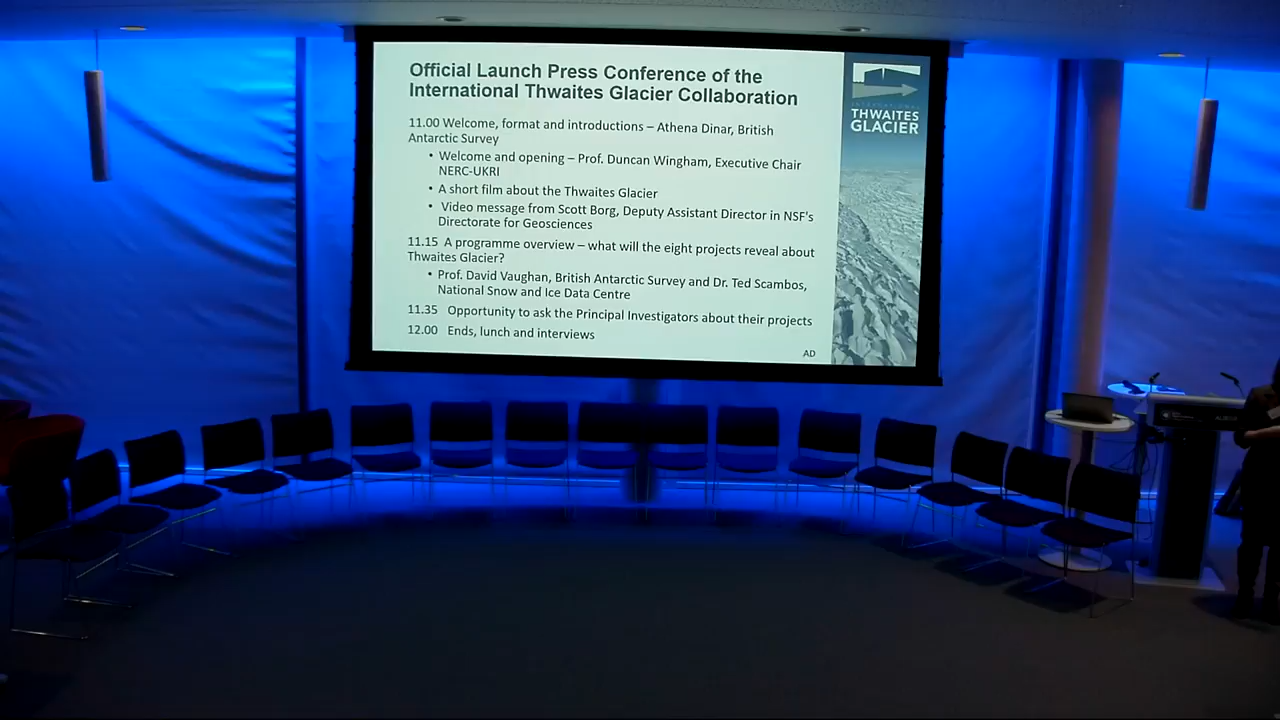 Official Launch Press Conference of the
International Thwaites Glacier Collaboration
11.00 Welcome, format and introductions – Athena Dinar, British
Antarctic Survey
• Welcome and opening – Prof. Duncan Wingham, Executive Chair
NERC-UKRI
• A short film about the Thwaites Glacier
• Video message from Scott Borg, Deputy Assistant Director in NSF's
Directorate for Geosciences
11.15 A programme overview – what will the eight projects reveal about
Thwaites Glacier?
• Prof. David Vaughan, British Antarctic Survey and Dr. Ted Scambos,
National Snow and Ice Data Centre
11.35 Opportunity to ask the Principal Investigators about their projects
12.00 Ends, lunch and interviews
AD
INTERNATIONAL
THWAITES
GLACIER